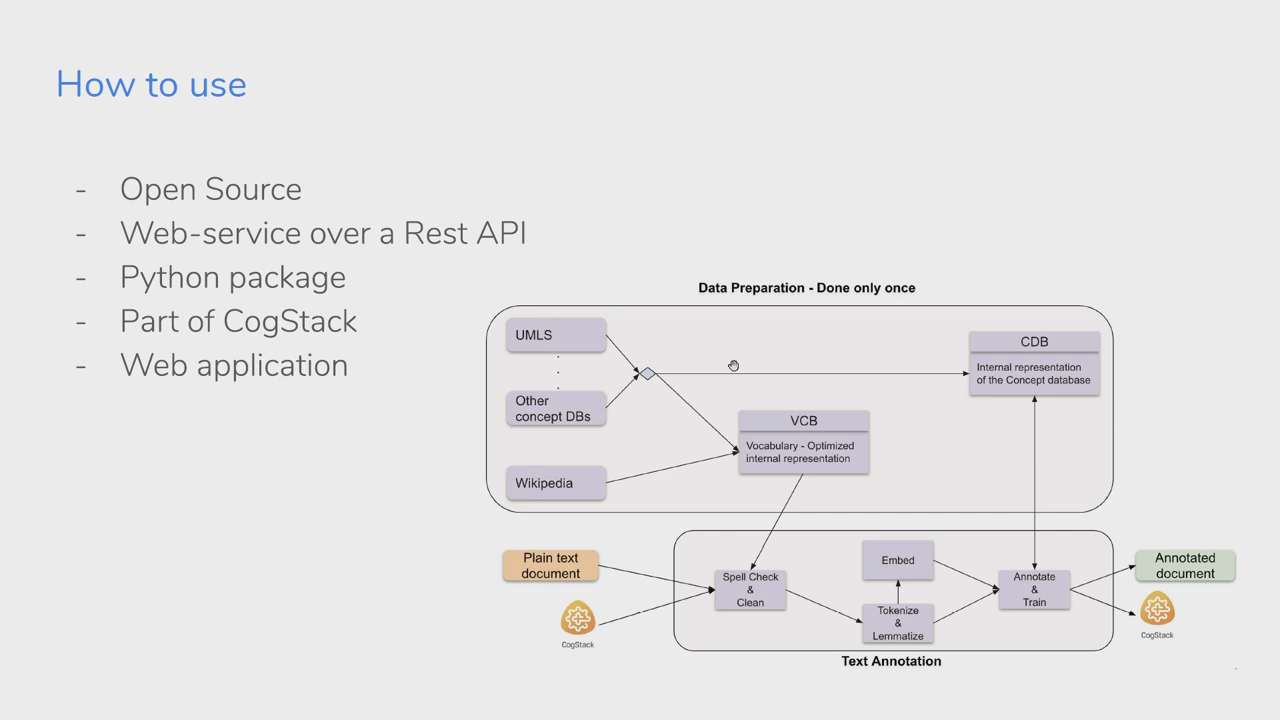 How to use
- Open Source
- Web-service over a Rest API
- Python package
- Part of CogStack
- Web application
Data Preparation - Done only once
UMLS
Other
concept DBs
Wikipedia
VCB
Vocabulary - Optimized
internal representation
CDB
Internal representation
of the Concept database
Plain text
document
CogStack
Spell Check
&
Clean
Embed
Tokenize
&
Lemmatize
Annotate
&
Train
Annotated
document
CogStack
Text Annotation